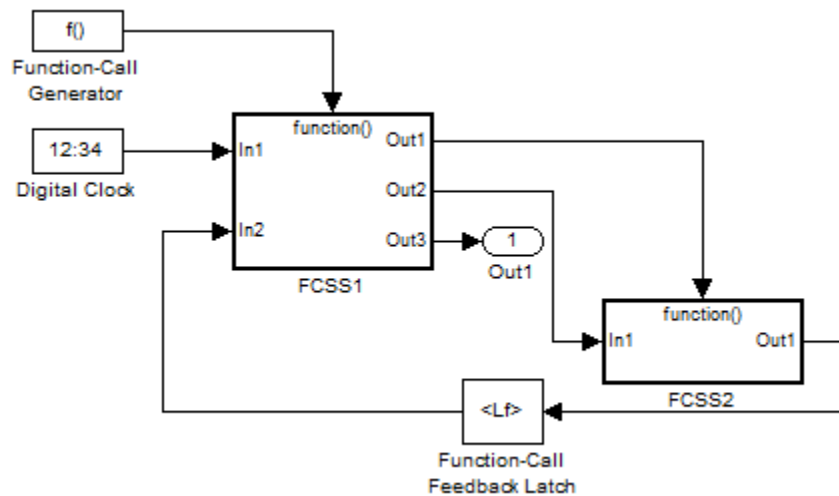 f()
Function-Call
Generator
function()
12:34
Digital Clock
In1
In2
Out1
Out2
Out3
FCSS1
1
Out1
function()
In1
Out1
FCSS2
<Lf>
Function-Call
Feedback Latch